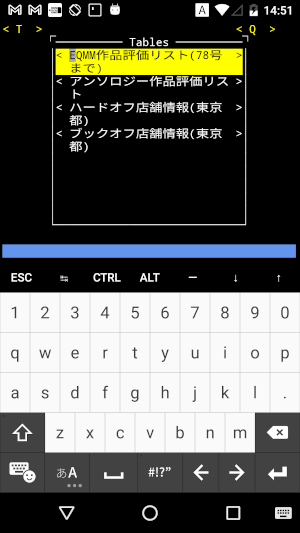 A 14:51
< T > < Q >
Tables
< EQMM作品評価リスト(78号 >
まで)
< アンソロジー作品評価リス >
ト
< ハードオフ店舗情報(東京 >
都)
< ブックオフ店舗情報(東京 >
都)
ESC ↹ CTRL ALT — ↓ ↑
1 2 3 4 5 6 7 8 9 0
q w e r t y u i o p
a s d f g h j k l .
z x c v b n m
あA #!?"